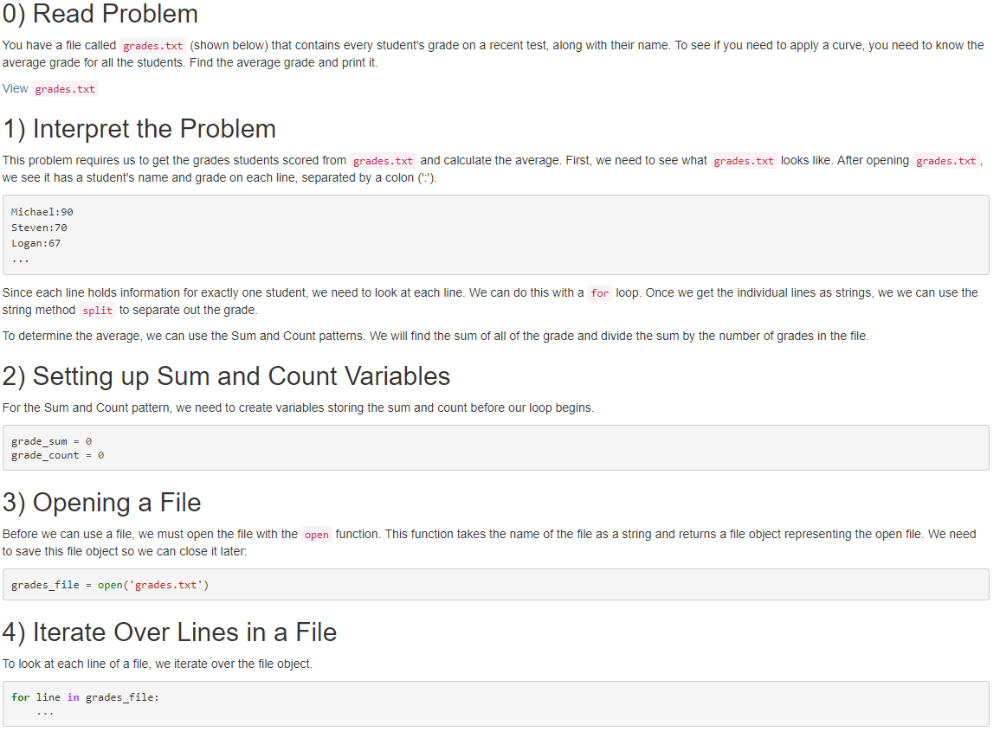 0) Read Problem
You have a file called grades.txt (shown below) that contains every student's grade on a recent test, along with their name. To see if you need to apply a curve, you need to know the
average grade for all the students. Find the average grade and print it.
View grades.txt
1) Interpret the Problem
This problem requires us to get the grades students scored from grades.txt and calculate the average. First, we need to see what grades.txt looks like. After opening grades.txt ,
we see it has a student's name and grade on each line, separated by a colon (':').
Michael:90
Steven:70
Logan:67
...
Since each line holds information for exactly one student, we need to look at each line. We can do this with a for loop. Once we get the individual lines as strings, we we can use the
string method split to separate out the grade.
To determine the average, we can use the Sum and Count patterns. We will find the sum of all of the grade and divide the sum by the number of grades in the file.
2) Setting up Sum and Count Variables
For the Sum and Count pattern, we need to create variables storing the sum and count before our loop begins.
grade_sum = 0
grade_count = 0
3) Opening a File
Before we can use a file, we must open the file with the open function. This function takes the name of the file as a string and returns a file object representing the open file. We need
to save this file object so we can close it later:
grades_file = open('grades.txt')
4) Iterate Over Lines in a File
To look at each line of a file, we iterate over the file object.
for line in grades_file:
    ...